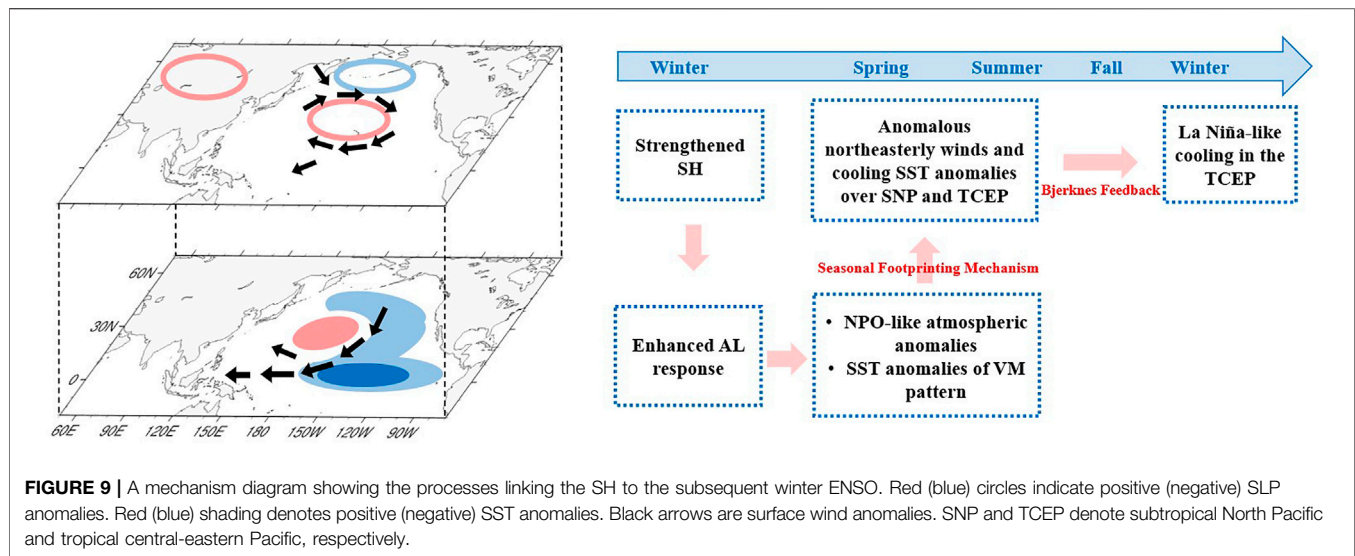 Winter Spring Summer Fall Winter
Strengthened
SH
Anomalous
northeasterly winds and
cooling SST anomalies
over SNP and TCEP
Bjerknes Feedback
La Niña-like
cooling in the
TCEP
Seasonal Footprinting Mechanism
Enhanced AL
response
• NPO-like atmospheric
anomalies
• SST anomalies of VM
pattern
60N
30N
0
60E 90E 120E 150E 180 150W 120W 90W
FIGURE 9 | A mechanism diagram showing the processes linking the SH to the subsequent winter ENSO. Red (blue) circles indicate positive (negative) SLP
anomalies. Red (blue) shading denotes positive (negative) SST anomalies. Black arrows are surface wind anomalies. SNP and TCEP denote subtropical North Pacific
and tropical central-eastern Pacific, respectively.